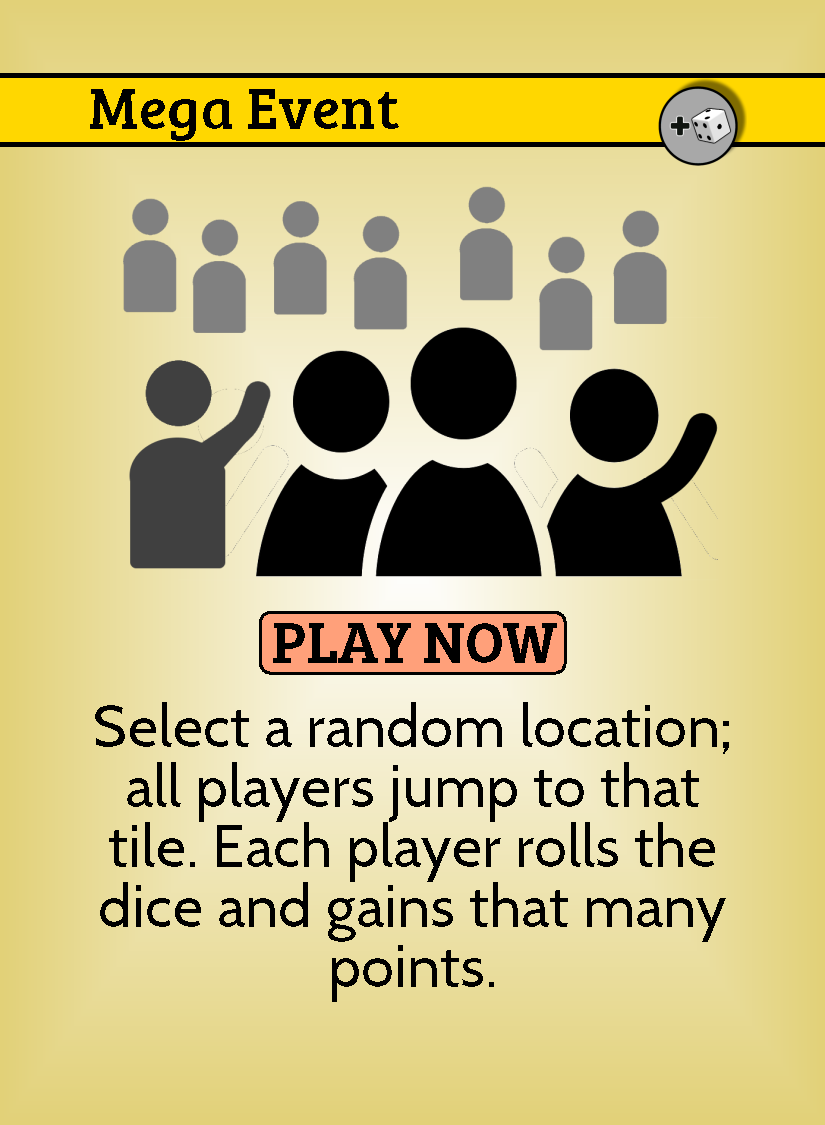 Mega Event
+
PLAY NOW
Select a random location;
all players jump to that
tile. Each player rolls the
dice and gains that many
points.